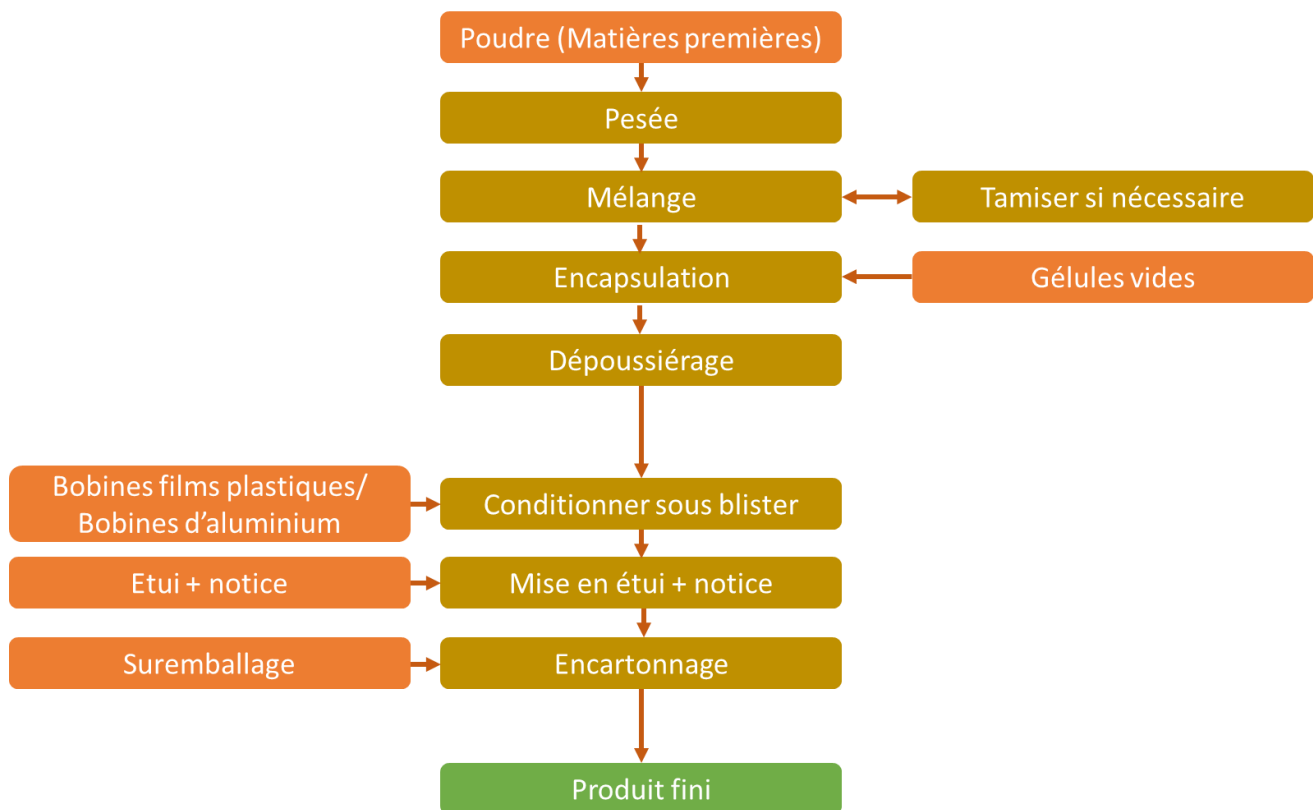 Poudre (Matières premières)
Pesée
Mélange
Tamiser si nécessaire
Encapsulation
Gélules vides
Dépoussiérage
Bobines films plastiques/
Bobines d’aluminium
Conditionner sous blister
Etui + notice
Mise en étui + notice
Suremballage
Encartonnage
Produit fini